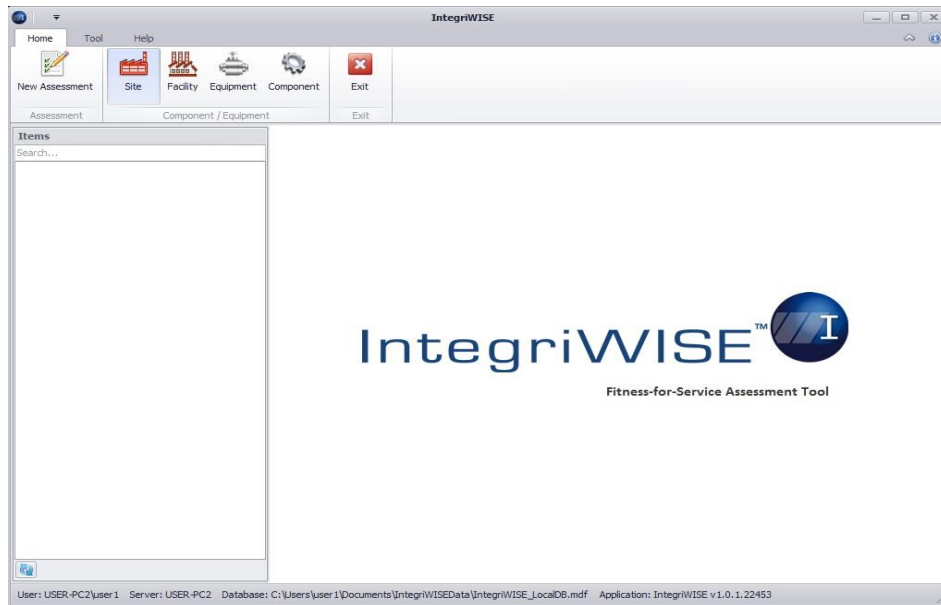 IntegriWISE
Home Tool Help
New Assessment Site Facility Equipment Component Exit
Assessment Component / Equipment Exit
Items
Search...
IntegriWISE™ I
Fitness-for-Service Assessment Tool
User: USER-PC2\user1 Server: USER-PC2 Database: C:\Users\user1\Documents\IntegriWISEData\IntegriWISE_LocalDB.mdf Application: IntegriWISE v1.0.1.22453